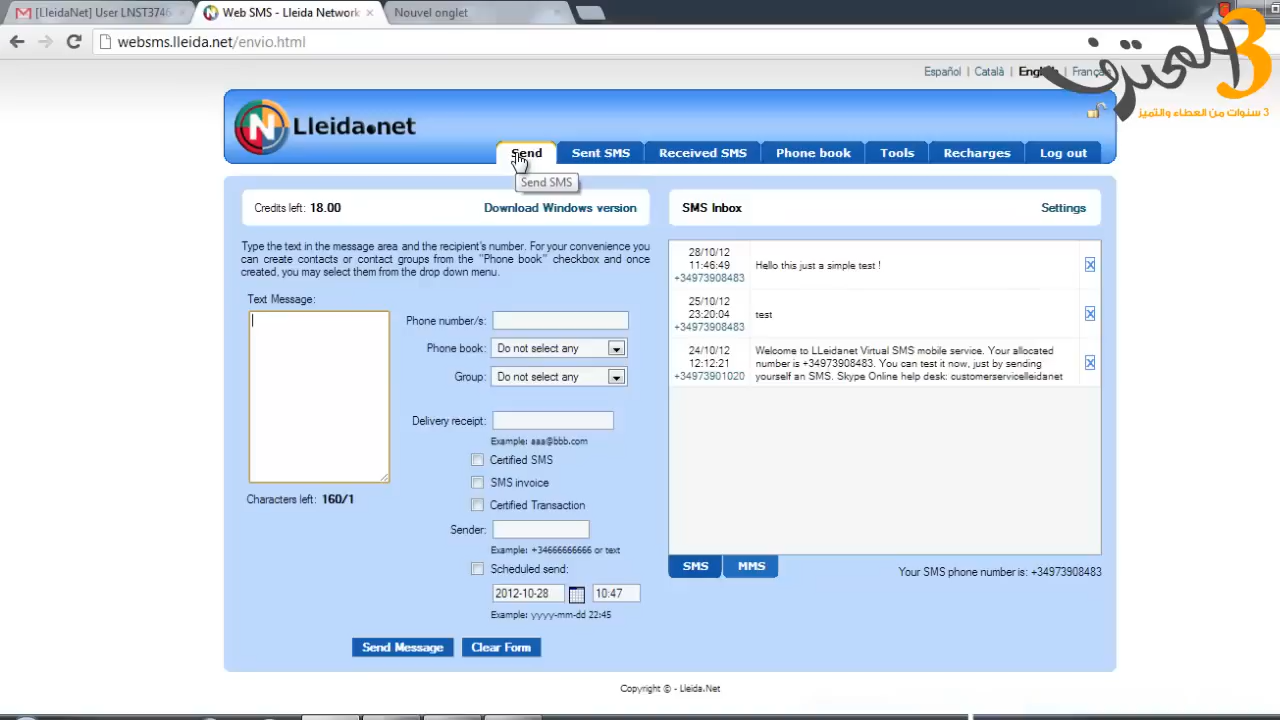 [LleidaNet] User LNST3746
Web SMS - Lleida Network
Nouvel onglet
websms.lleida.net/envio.html
المحترف
3 سنوات من العطاء والتميز
Español | Català | English | Français
Lleida.net
Send
Sent SMS
Received SMS
Phone book
Tools
Recharges
Log out
Send SMS
Credits left: 18.00
Download Windows version
SMS Inbox
Settings
Type the text in the message area and the recipient's number. For your convenience you
can create contacts or contact groups from the "Phone book" checkbox and once
created, you may select them from the drop down menu.
Text Message:
Phone number/s:
Phone book: Do not select any
Group: Do not select any
Delivery receipt:
Example: aaa@bbb.com
Certified SMS
SMS invoice
Certified Transaction
Characters left: 160/1
Sender:
Example: +34666666666 or text
Scheduled send:
2012-10-28
10:47
Example: yyyy-mm-dd 22:45
Send Message
Clear Form
28/10/12
11:46:49
+34973908483
Hello this just a simple test !
X
25/10/12
23:20:04
+34973908483
test
X
24/10/12
12:12:21
+34973901020
Welcome to LLeidanet Virtual SMS mobile service. Your allocated
number is +34973908483. You can test it now, just by sending
yourself an SMS. Skype Online help desk: customerservicelleidanet
X
SMS
MMS
Your SMS phone number is: +34973908483
Copyright © - Lleida.Net